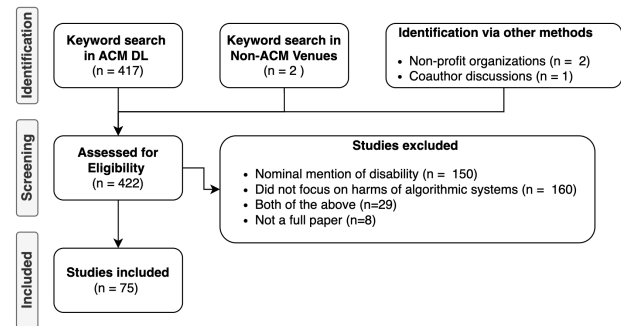 Identification
Keyword search
in ACM DL
(n = 417)
Keyword search in
Non-ACM Venues
(n = 2 )
Identification via other methods
• Non-profit organizations (n = 2)
• Coauthor discussions (n = 1)
Screening
Assessed for
Eligibility
(n = 422)
Studies excluded
• Nominal mention of disability (n = 150)
• Did not focus on harms of algorithmic systems (n = 160)
• Both of the above (n=29)
• Not a full paper (n=8)
Included
Studies included
(n = 75)